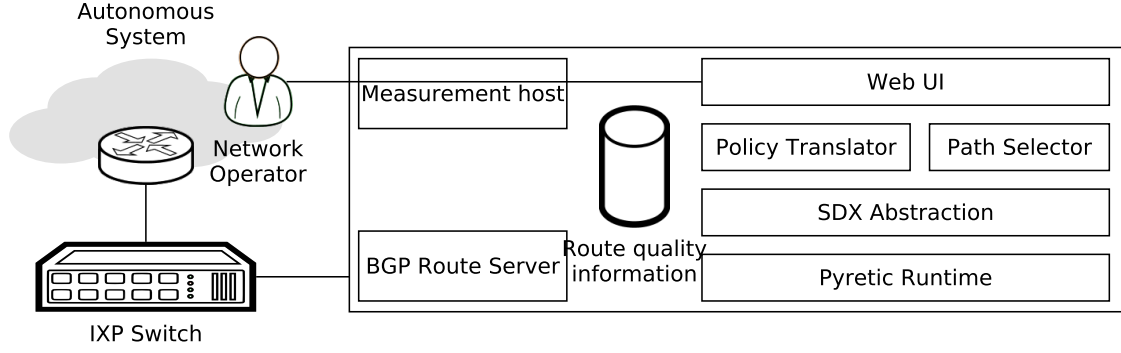 Autonomous
System
Network
Operator
IXP Switch
Measurement host
BGP Route Server
Route quality
information
Web UI
Policy Translator
Path Selector
SDX Abstraction
Pyretic Runtime